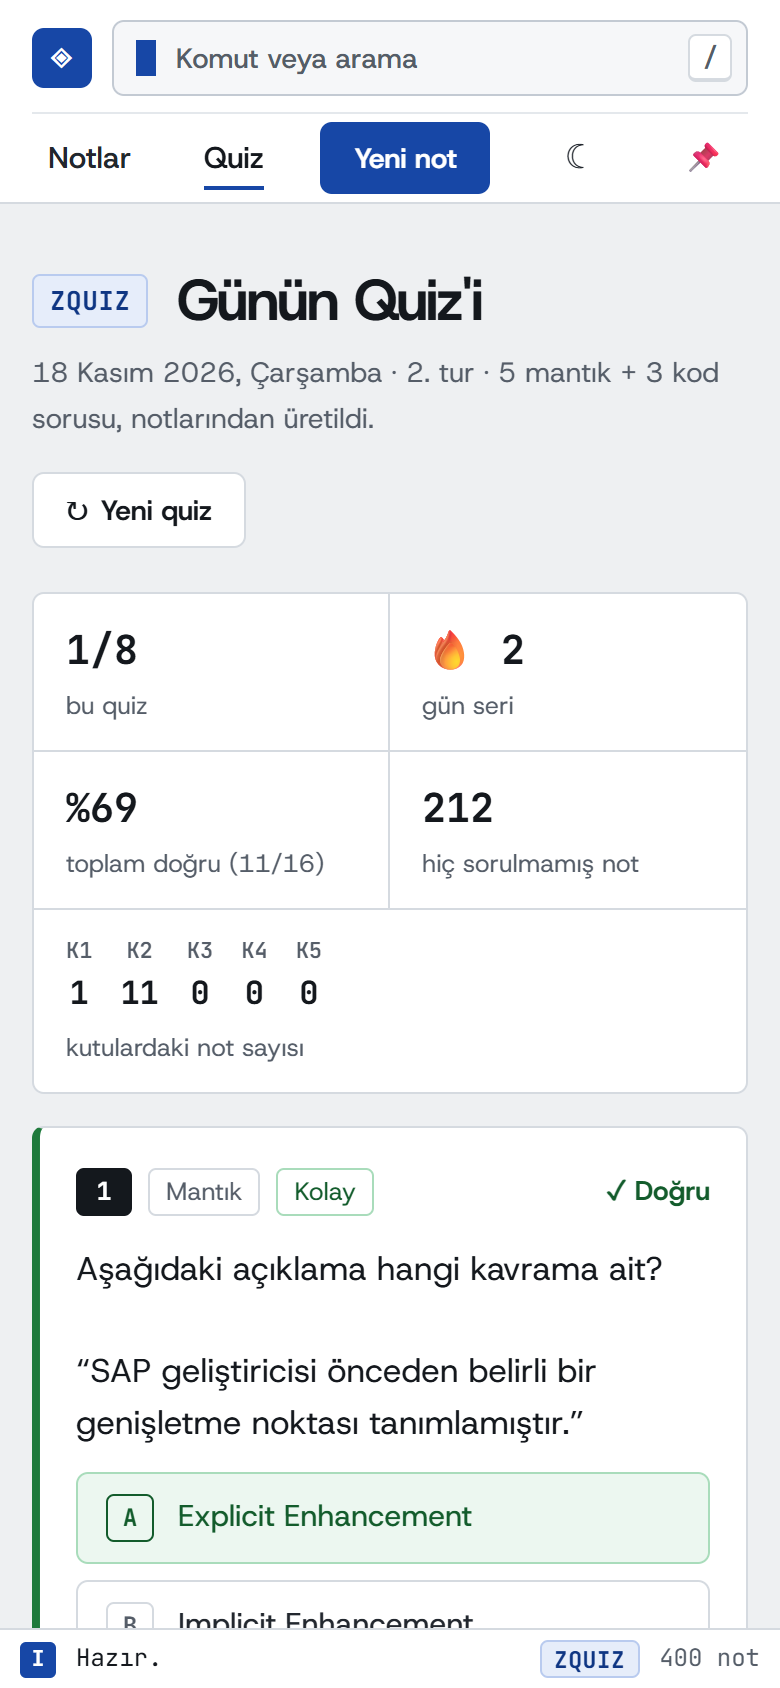 Komut veya arama /
Notlar Quiz Yeni not
ZQUIZ Günün Quiz'i
18 Kasım 2026, Çarşamba · 2. tur · 5 mantık + 3 kod
sorusu, notlarından üretildi.
↻ Yeni quiz
1/8 🔥 2
bu quiz gün seri
%69 212
toplam doğru (11/16) hiç sorulmamış not
K1 K2 K3 K4 K5
1 11 0 0 0
kutulardaki not sayısı
1 Mantık Kolay ✓ Doğru
Aşağıdaki açıklama hangi kavrama ait?
“SAP geliştiricisi önceden belirli bir
genişletme noktası tanımlamıştır.”
A Explicit Enhancement
B Implicit Enhancement
I Hazır. ZQUIZ 400 not